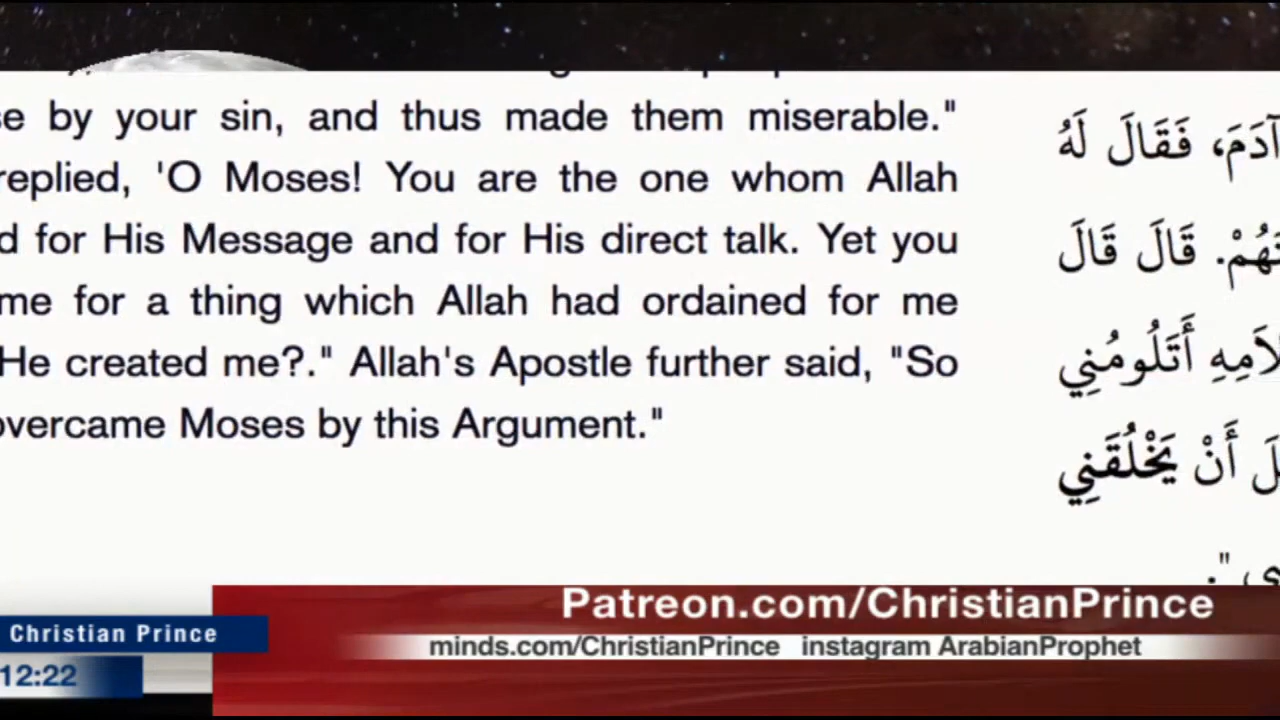 by your sin, and thus made them miserable."
replied, 'O Moses! You are the one whom Allah
for His Message and for His direct talk. Yet you
me for a thing which Allah had ordained for me
He created me?." Allah's Apostle further said, "So
overcame Moses by this Argument."
آدَمَ، فَقَالَ لَهُ
قَالَ قَالَ
أَتَلُومُنِي
أَنْ يَخْلُقَنِي
Patreon.com/ChristianPrince
Christian Prince
minds.com/ChristianPrince instagram ArabianProphet
12:22